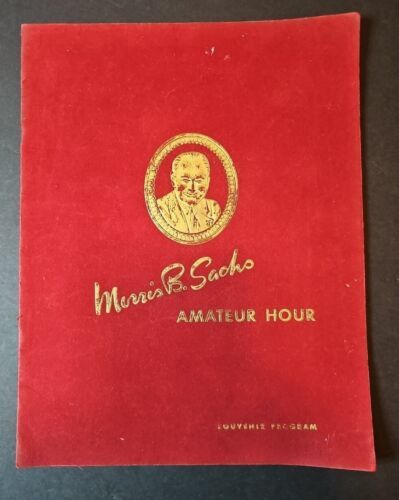 Morris B. Sachs
AMATEUR HOUR
SOUVENIR PROGRAM